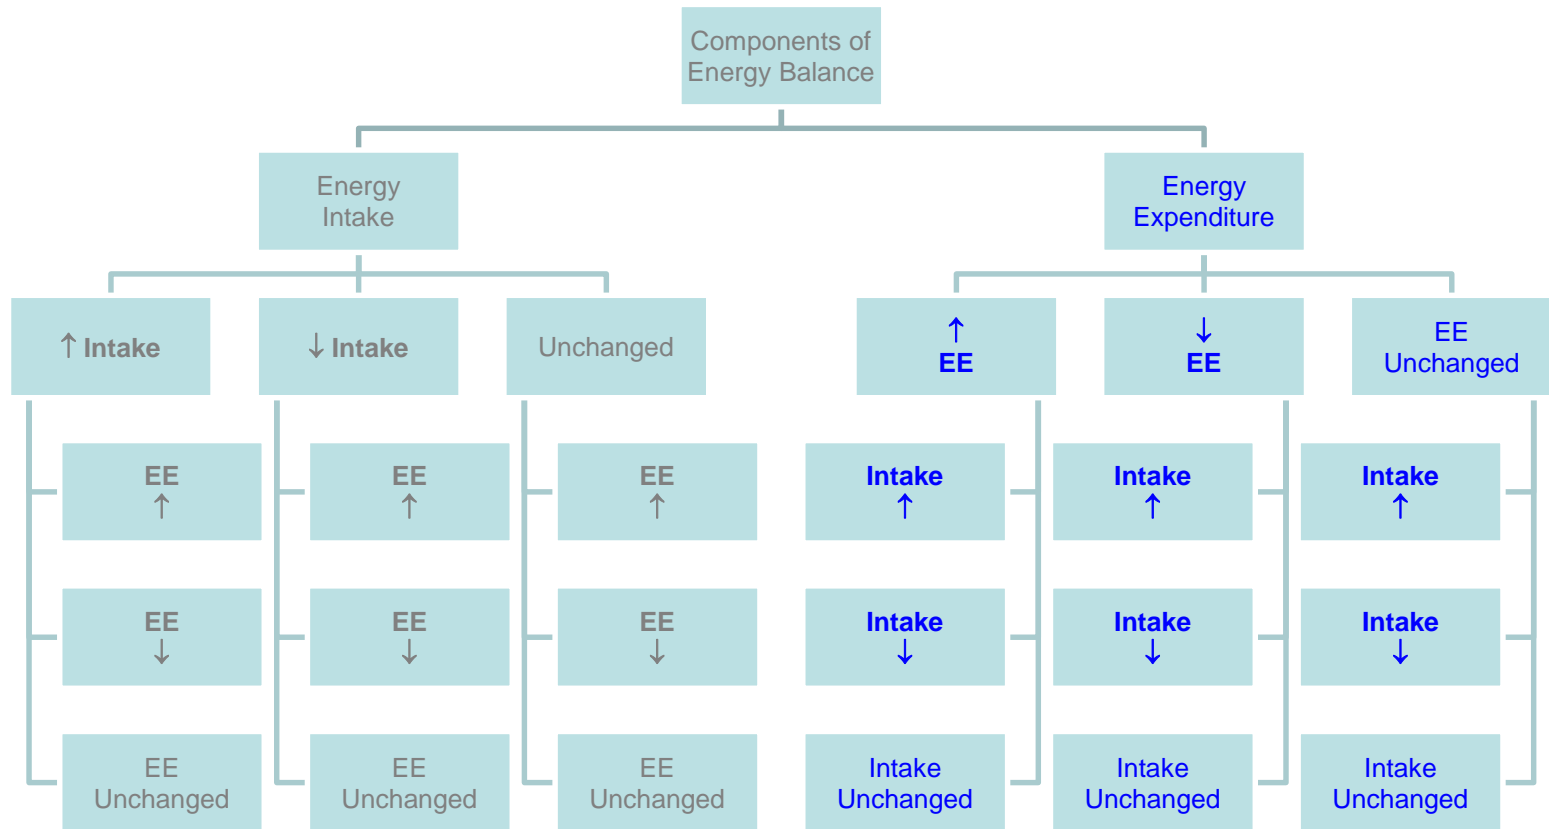 Components of
Energy Balance
Energy
Intake
Energy
Expenditure
↑ Intake
↓ Intake
Unchanged
↑
EE
↓
EE
EE
Unchanged
EE
↑
EE
↑
EE
↑
Intake
↑
Intake
↑
Intake
↑
EE
↓
EE
↓
EE
↓
Intake
↓
Intake
↓
Intake
↓
EE
Unchanged
EE
Unchanged
EE
Unchanged
Intake
Unchanged
Intake
Unchanged
Intake
Unchanged